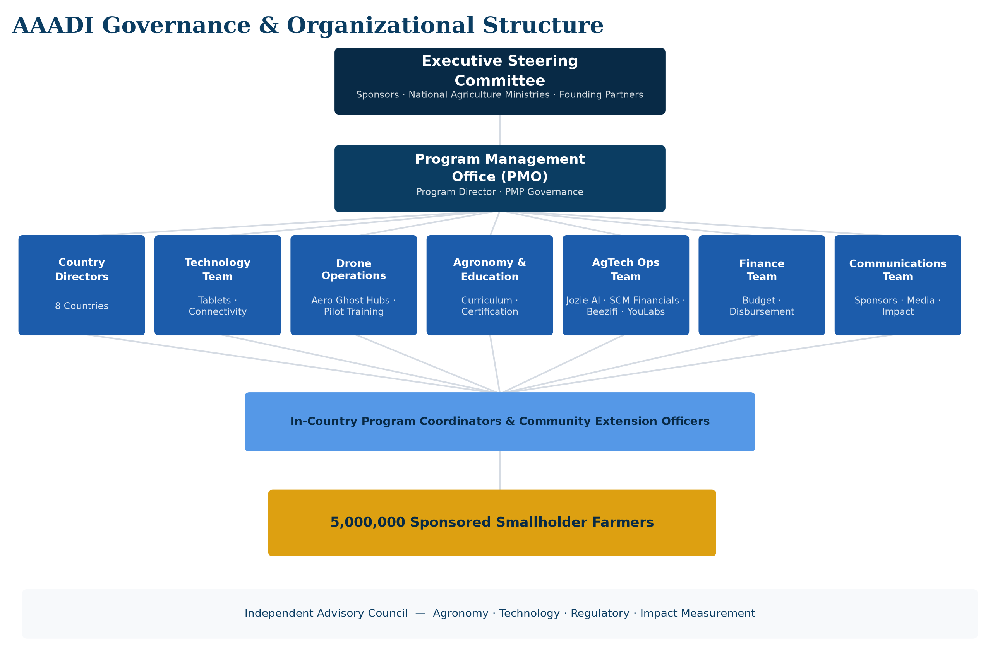 AAADI Governance & Organizational Structure
Executive Steering
Committee
Sponsors · National Agriculture Ministries · Founding Partners
Program Management
Office (PMO)
Program Director · PMP Governance
Country
Directors
8 Countries
Technology
Team
Tablets ·
Connectivity
Drone
Operations
Aero Ghost Hubs ·
Pilot Training
Agronomy &
Education
Curriculum ·
Certification
AgTech Ops
Team
Jozie AI · SCM Financials ·
Beezifi · YouLabs
Finance
Team
Budget ·
Disbursement
Communications
Team
Sponsors · Media ·
Impact
In-Country Program Coordinators & Community Extension Officers
5,000,000 Sponsored Smallholder Farmers
Independent Advisory Council — Agronomy · Technology · Regulatory · Impact Measurement